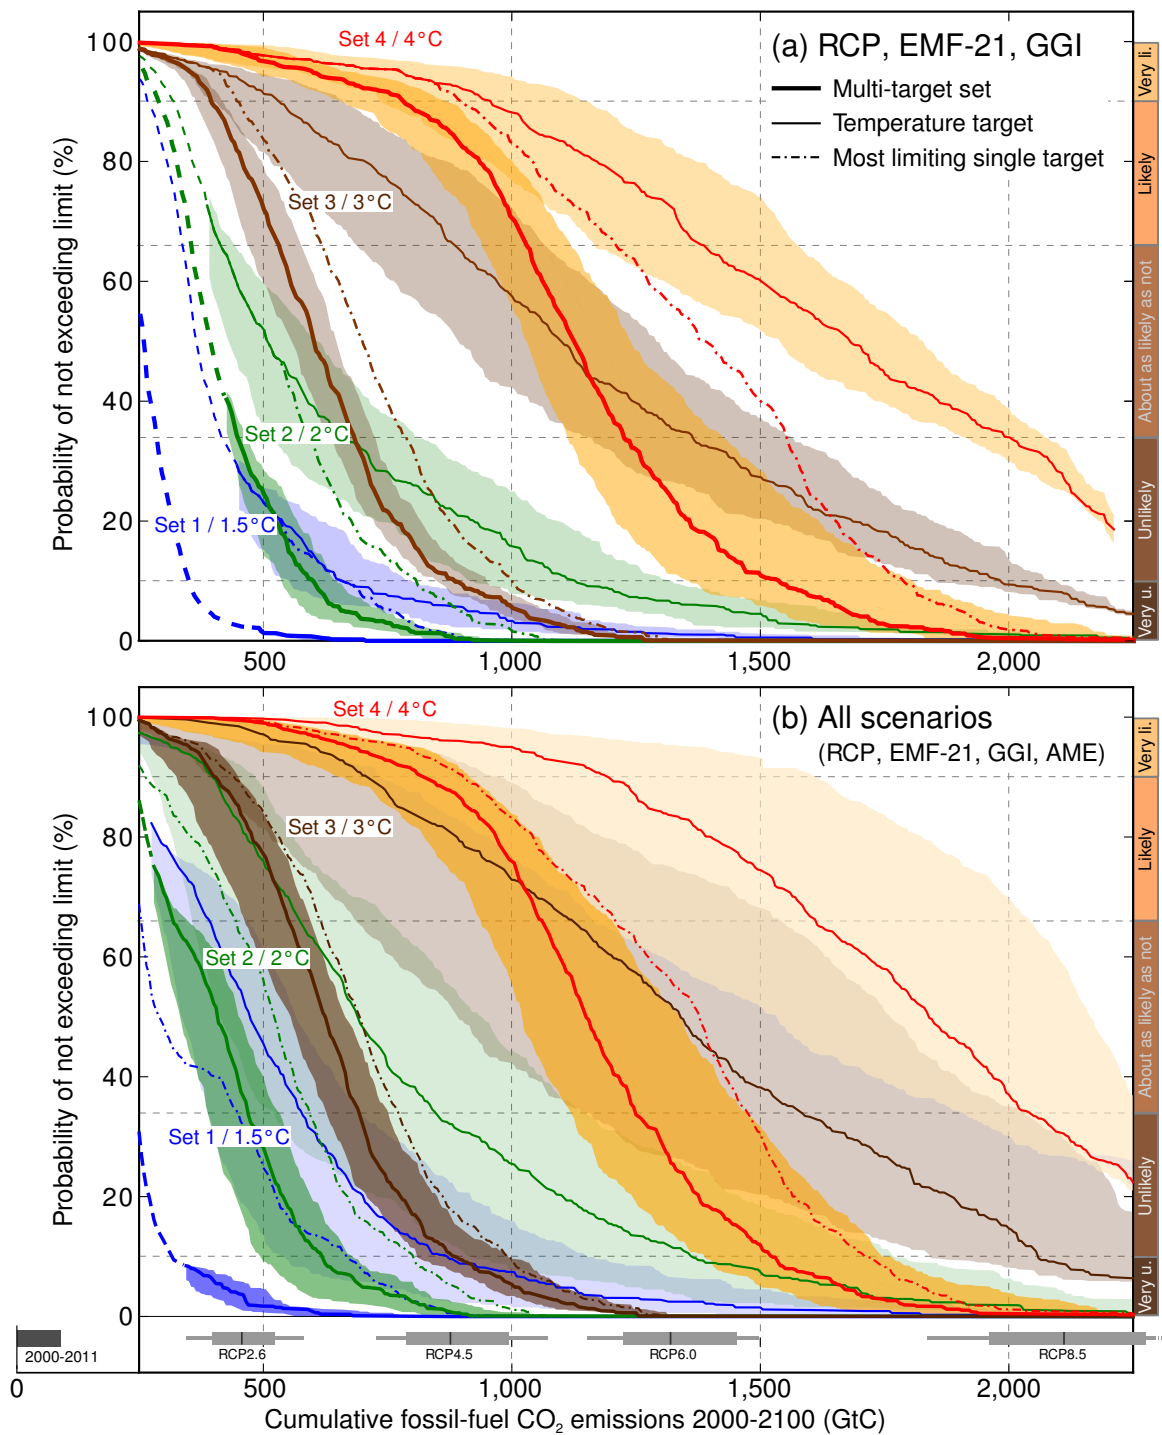 100
80
60
40
20
0
Probability of not exceeding limit (%)
Set 4 / 4°C
(a) RCP, EMF-21, GGI
Multi-target set
Temperature target
Most limiting single target
Set 3 / 3°C
Set 2 / 2°C
Set 1 / 1.5°C
Very li.
Likely
About as likely as not
Unlikely
Very u.
500
1,000
1,500
2,000
100
80
60
40
20
0
Probability of not exceeding limit (%)
Set 4 / 4°C
(b) All scenarios
(RCP, EMF-21, GGI, AME)
Set 3 / 3°C
Set 2 / 2°C
Set 1 / 1.5°C
Very li.
Likely
About as likely as not
Unlikely
Very u.
2000-2011
RCP2.6
RCP4.5
RCP6.0
RCP8.5
0
500
1,000
1,500
2,000
Cumulative fossil-fuel CO₂ emissions 2000-2100 (GtC)